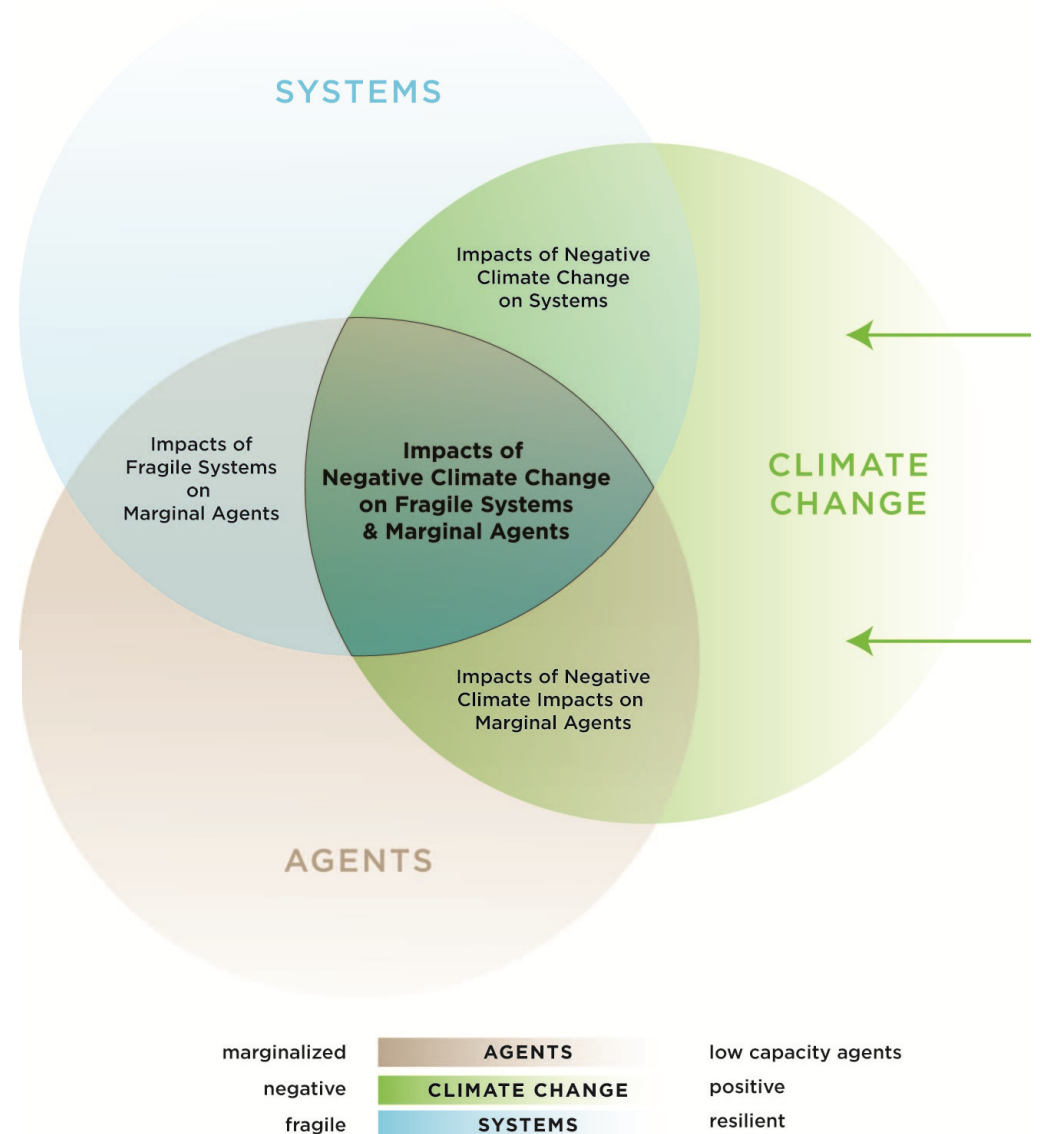 SYSTEMS
Impacts of Negative
Climate Change
on Systems
CLIMATE
CHANGE
Impacts of
Fragile Systems
on
Marginal Agents
Impacts of
Negative Climate Change
on Fragile Systems
& Marginal Agents
Impacts of Negative
Climate Impacts on
Marginal Agents
AGENTS
marginalized AGENTS low capacity agents
negative CLIMATE CHANGE positive
fragile SYSTEMS resilient